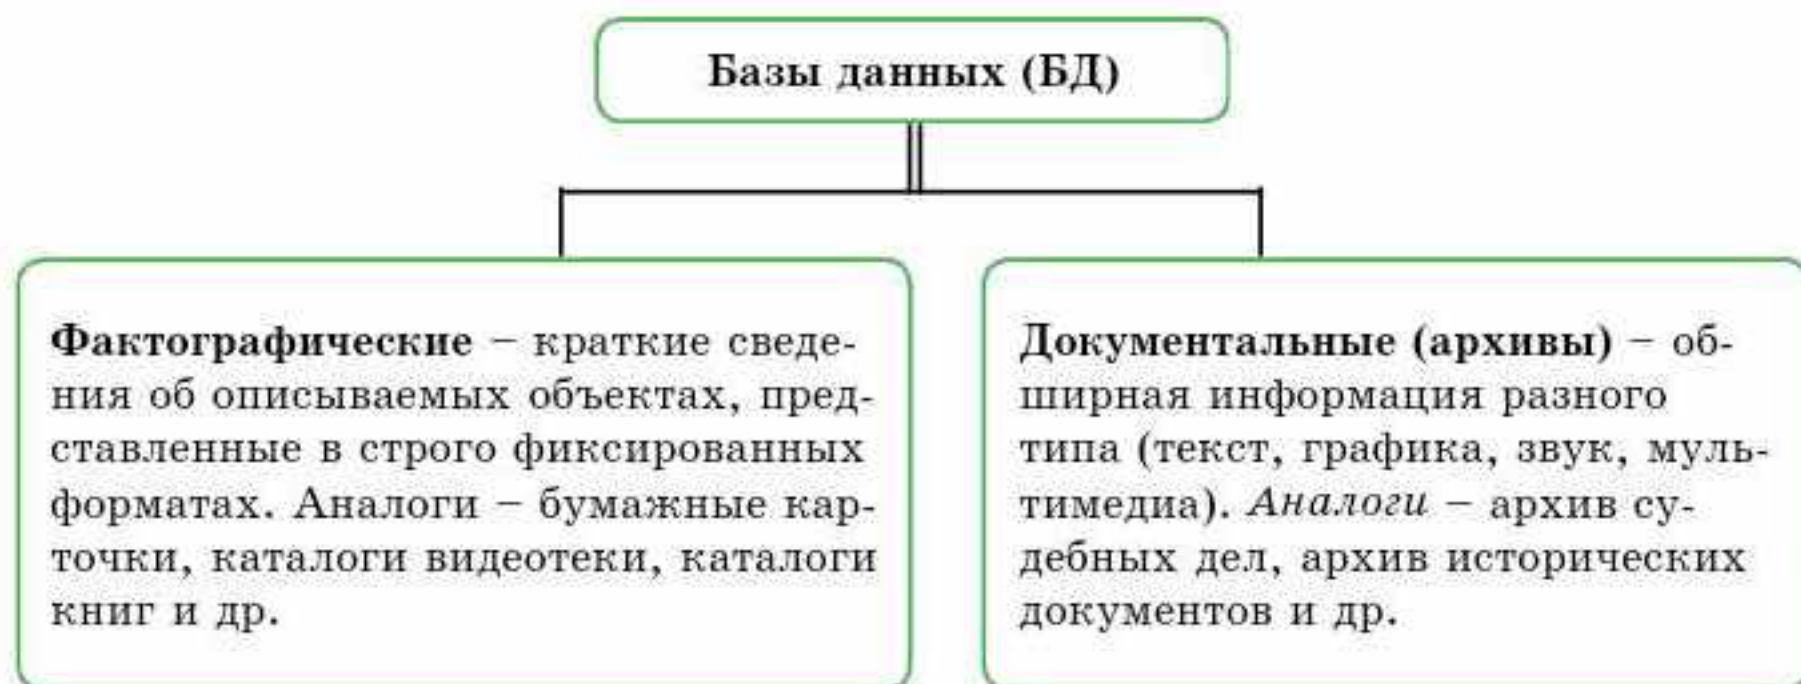 Базы данных (БД)
Фактографические – краткие сведе-
ния об описываемых объектах, пред-
ставленные в строго фиксированных
форматах. Аналоги – бумажные кар-
точки, каталоги видеотеки, каталоги
книг и др.
Документальные (архивы) – об-
ширная информация разного
типа (текст, графика, звук, муль-
тимедиа). Аналоги – архив су-
дебных дел, архив исторических
документов и др.